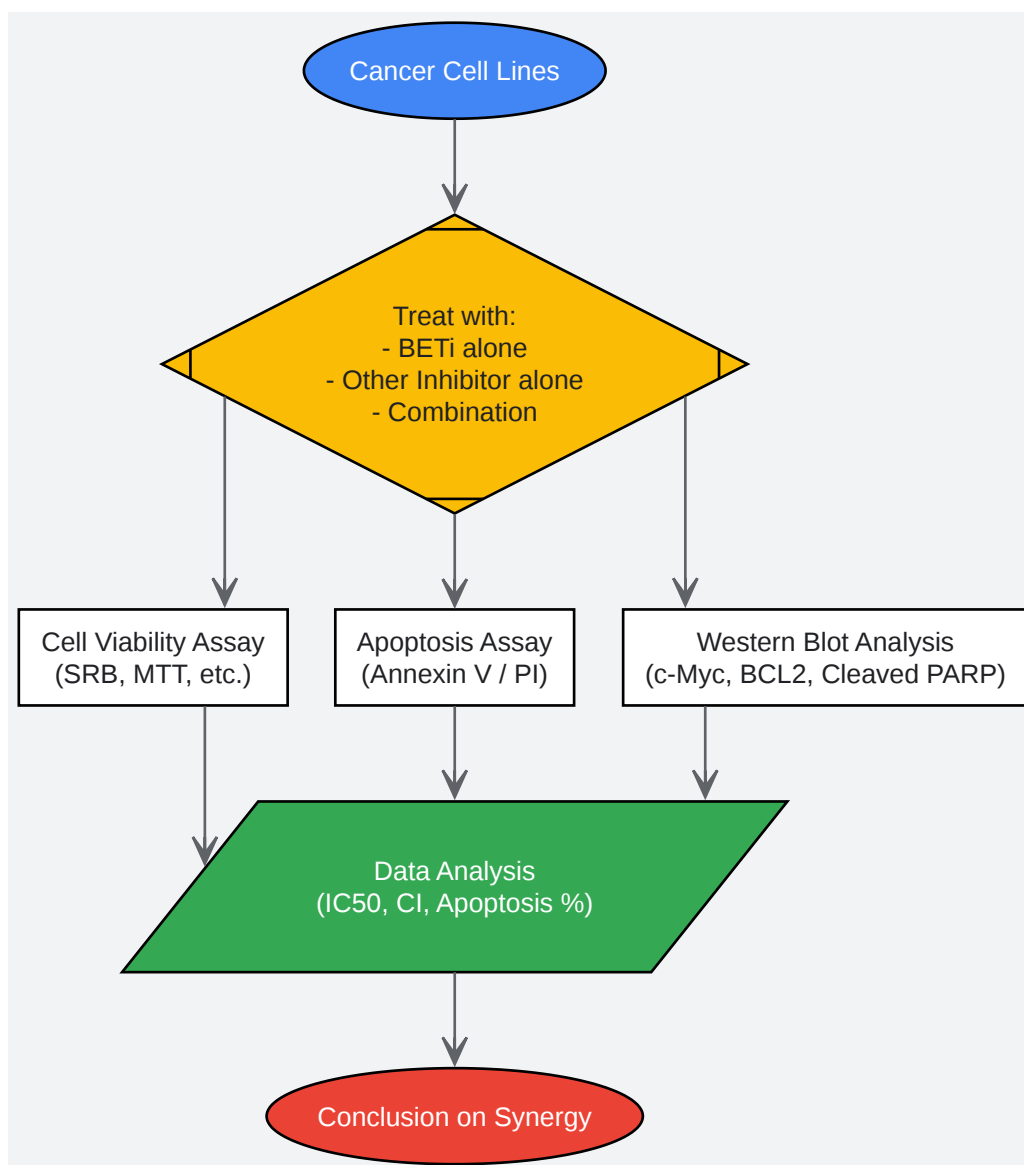 Cancer Cell Lines
Treat with:
- BETi alone
- Other Inhibitor alone
- Combination
Cell Viability Assay
(SRB, MTT, etc.)
Apoptosis Assay
(Annexin V / PI)
Western Blot Analysis
(c-Myc, BCL2, Cleaved PARP)
Data Analysis
(IC50, CI, Apoptosis %)
Conclusion on Synergy